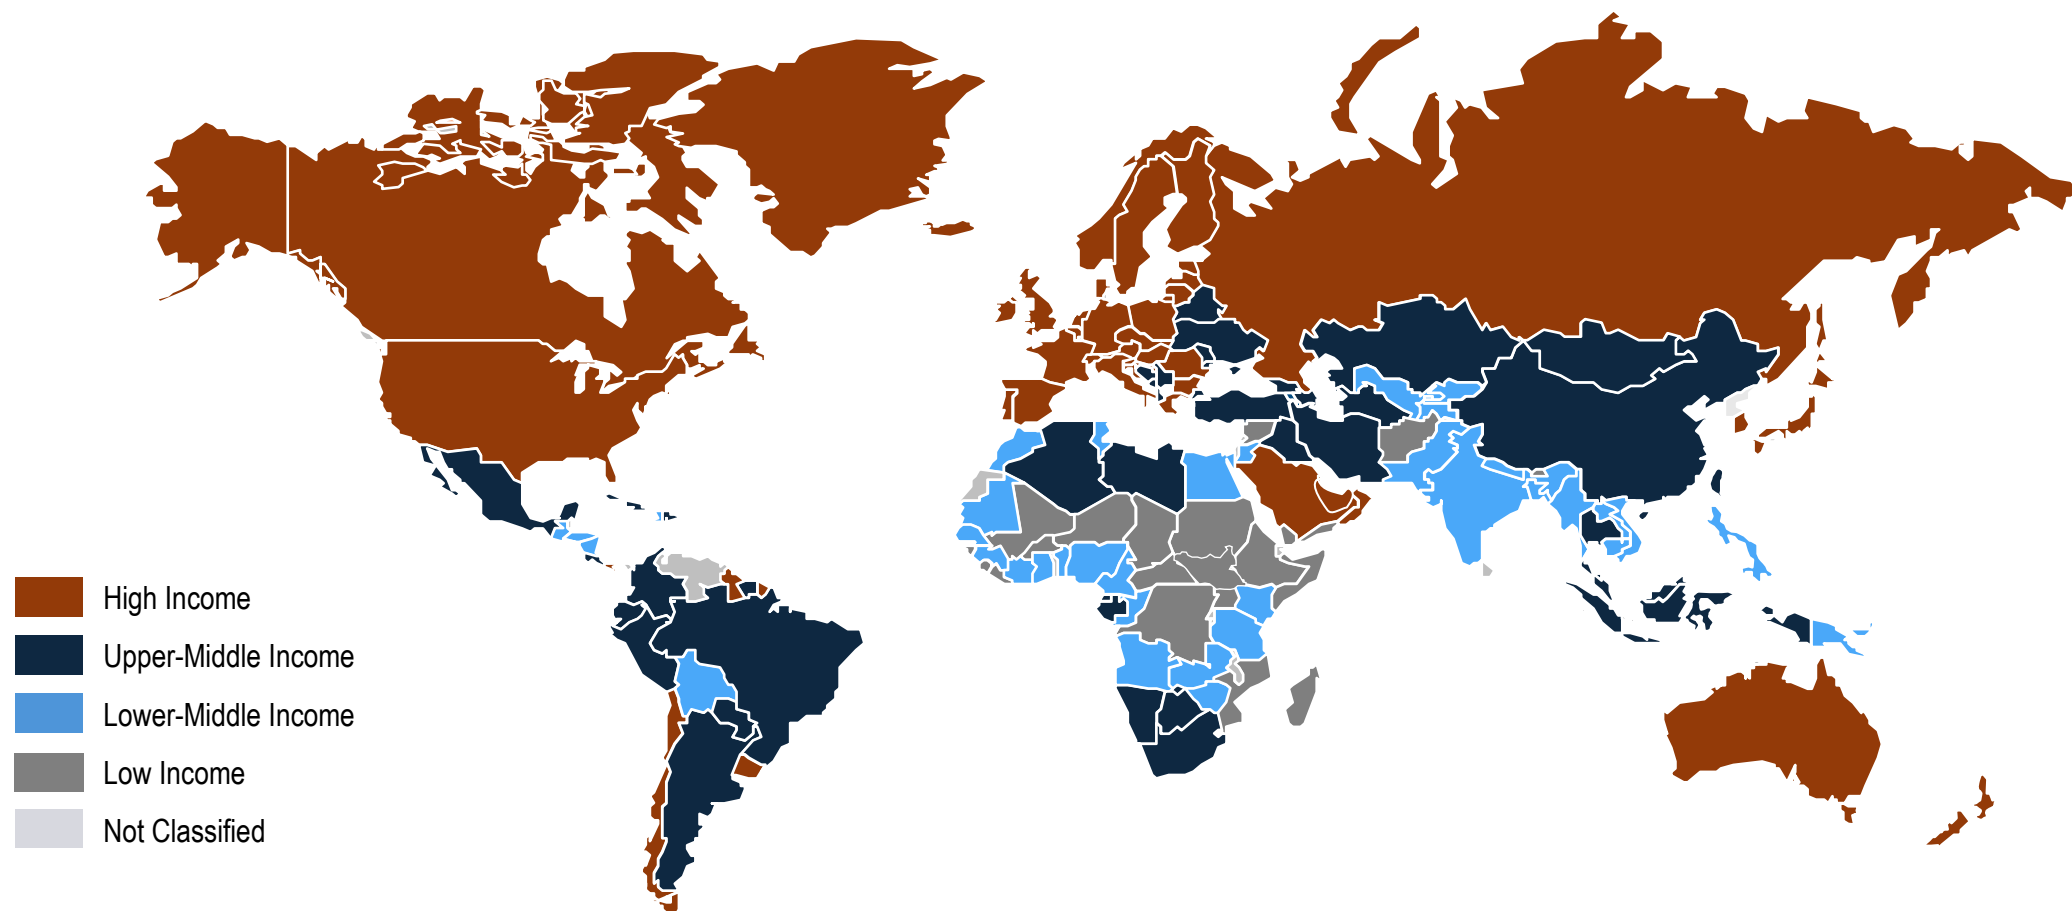 High Income
Upper-Middle Income
Lower-Middle Income
Low Income
Not Classified